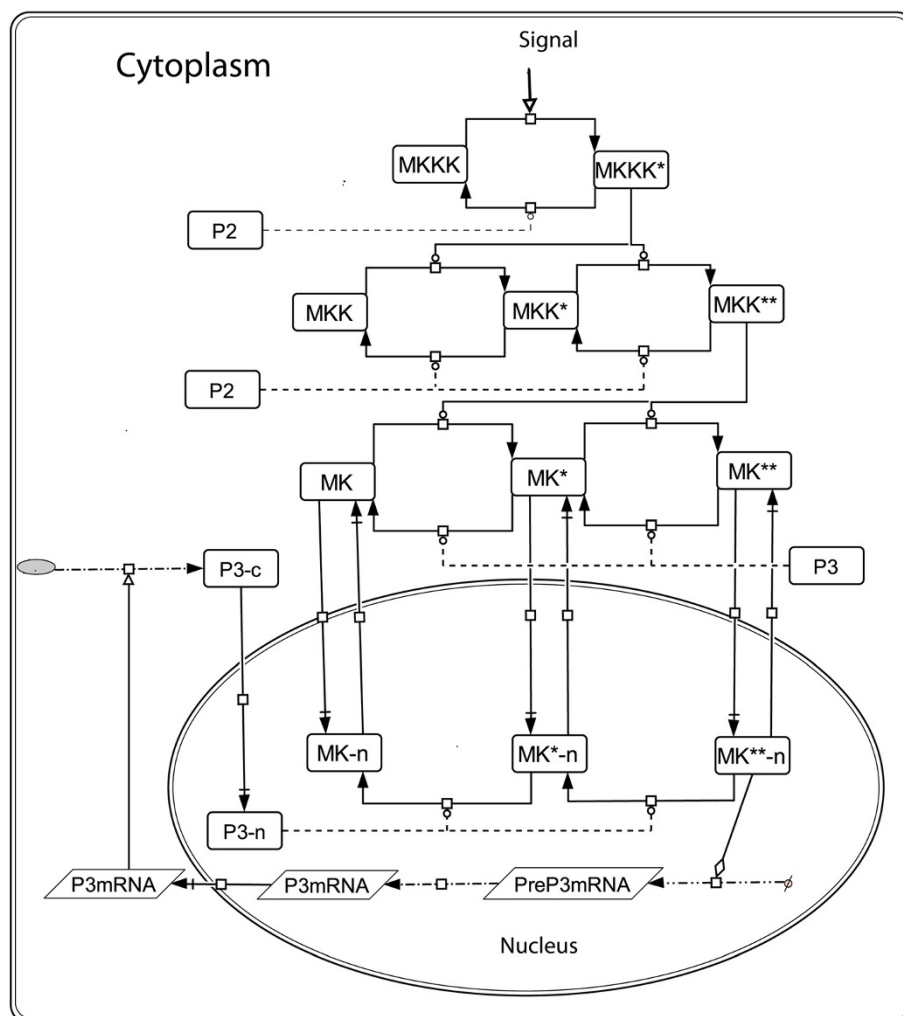 Signal
Cytoplasm
MKKK
MKKK*
P2
MKK
MKK*
MKK**
P2
MK
MK*
MK**
P3-c
P3
MK-n
MK*-n
MK**-n
P3-n
P3mRNA
P3mRNA
PreP3mRNA
Nucleus